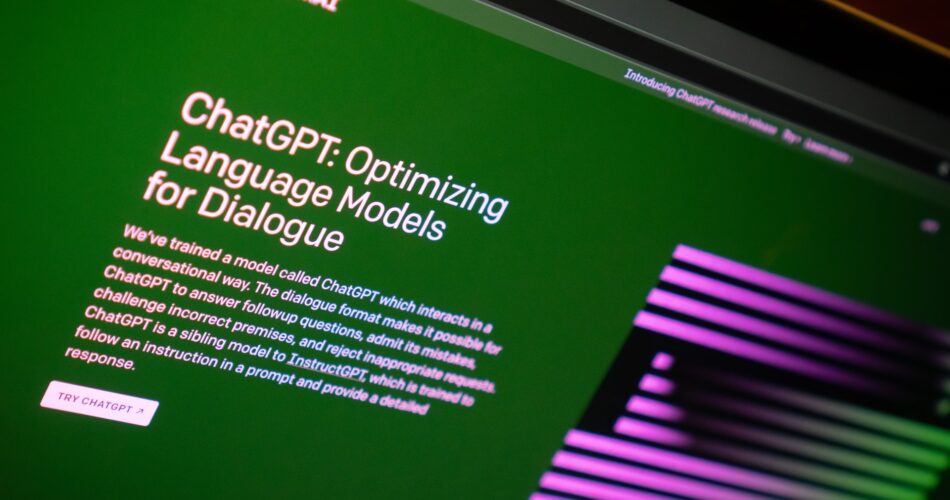 AI
Introducing ChatGPT research release Try Learn more
ChatGPT: Optimizing
Language Models
for Dialogue
We've trained a model called ChatGPT which interacts in a
conversational way. The dialogue format makes it possible for
ChatGPT to answer followup questions, admit its mistakes,
challenge incorrect premises, and reject inappropriate requests.
ChatGPT is a sibling model to InstructGPT, which is trained to
follow an instruction in a prompt and provide a detailed
response.
TRY CHATGPT ↗